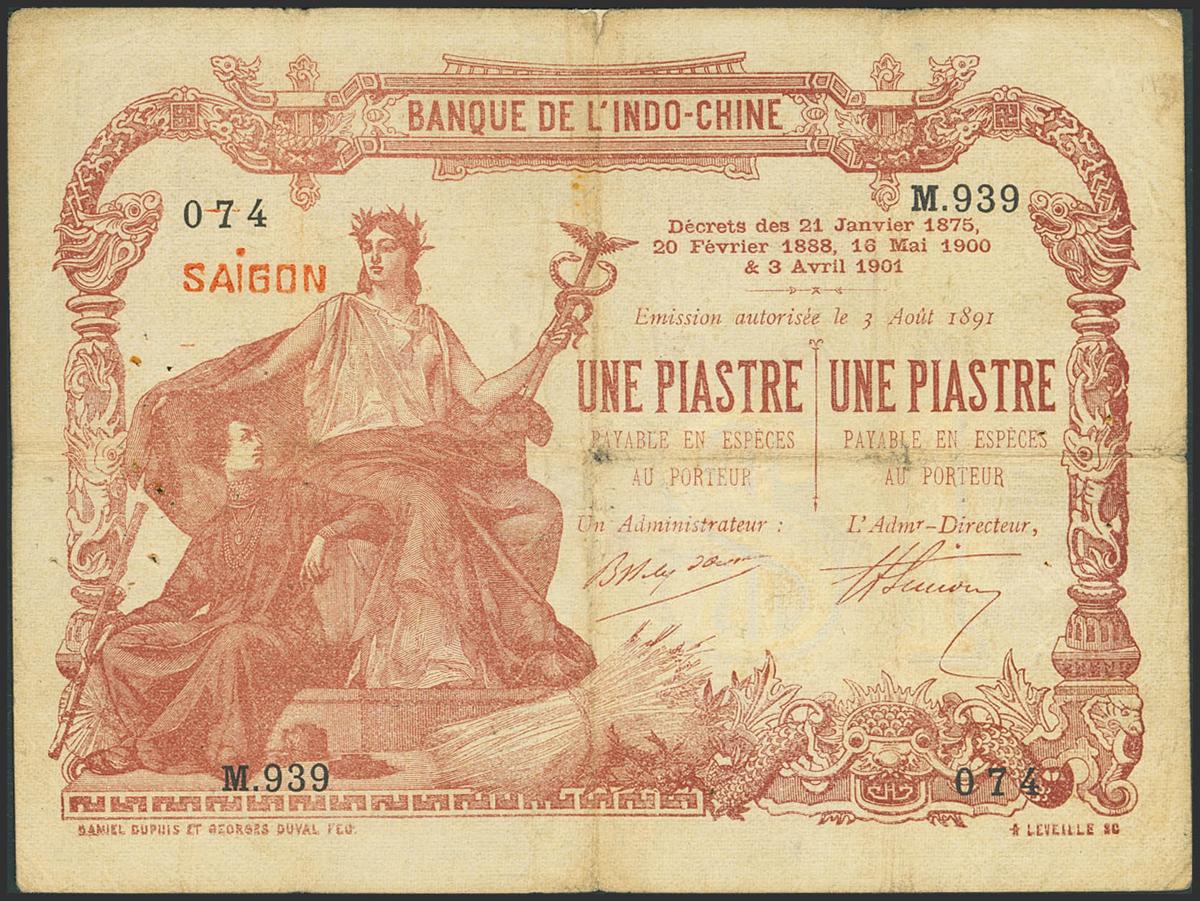 BANQUE DE L'INDO-CHINE
074
M.939
SAIGON
Décrets des 21 Janvier 1875,
20 Février 1888, 16 Mai 1900
& 3 Avril 1901
Emission autorisée le 3 Août 1891
UNE PIASTRE UNE PIASTRE
PAYABLE EN ESPÈCES PAYABLE EN ESPÈCES
AU PORTEUR AU PORTEUR
Un Administrateur : L'Admr-Directeur,
M.939
074
DANIEL DUPUIS ET GEORGES DUVAL FEC.
A LEVEILLE SC